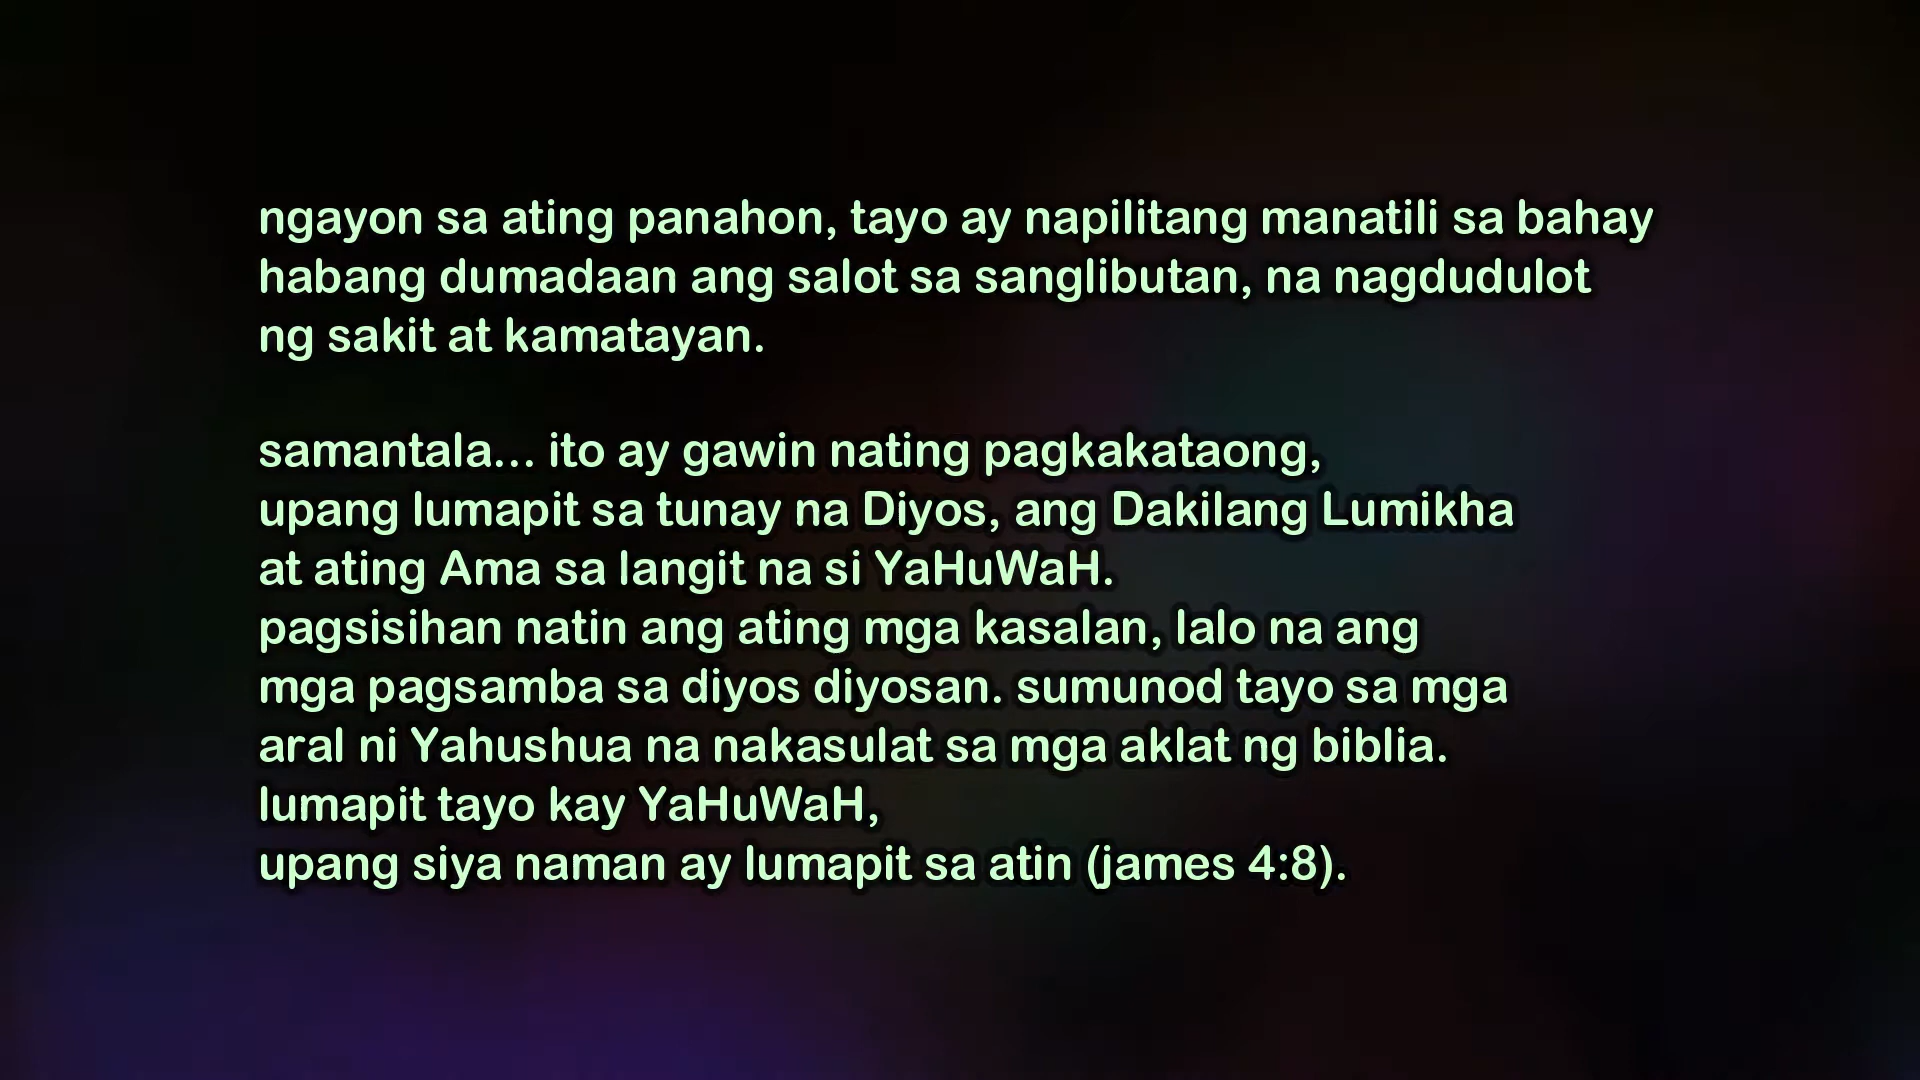 ngayon sa ating panahon, tayo ay napilitang manatili sa bahay
habang dumadaan ang salot sa sanglibutan, na nagdudulot
ng sakit at kamatayan.
samantala... ito ay gawin nating pagkakataong,
upang lumapit sa tunay na Diyos, ang Dakilang Lumikha
at ating Ama sa langit na si YaHuWaH.
pagsisihan natin ang ating mga kasalan, lalo na ang
mga pagsamba sa diyos diyosan. sumunod tayo sa mga
aral ni Yahushua na nakasulat sa mga aklat ng biblia.
lumapit tayo kay YaHuWaH,
upang siya naman ay lumapit sa atin (james 4:8).